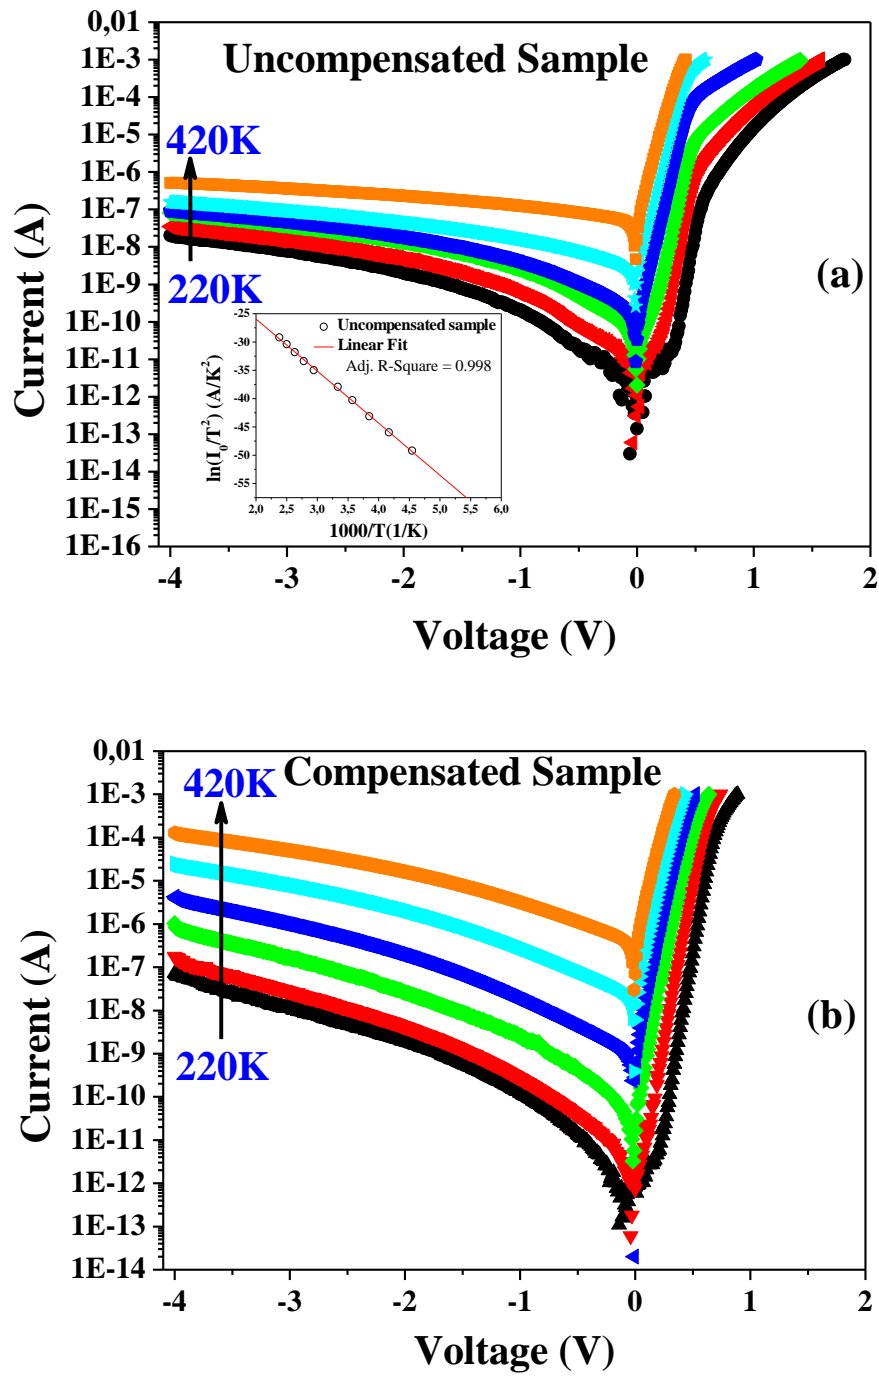 0,01
Uncompensated Sample
1E-3
1E-4
1E-5
420K
1E-6
1E-7
1E-8
220K
(a)
1E-9
1E-10
1E-11
1E-12
1E-13
1E-14
1E-15
1E-16
Current (A)
-25
-30
-35
-40
-45
-50
-55
Uncompensated sample
Linear Fit
Adj. R-Square = 0.998
ln(I0/T2) (A/K2)
2,0 2,5 3,0 3,5 4,0 4,5 5,0 5,5 6,0
1000/T(1/K)
-4 -3 -2 -1 0 1 2
Voltage (V)
0,01
Compensated Sample
420K
1E-3
1E-4
1E-5
1E-6
1E-7
1E-8
(b)
1E-9
220K
1E-10
1E-11
1E-12
1E-13
1E-14
Current (A)
-4 -3 -2 -1 0 1 2
Voltage (V)